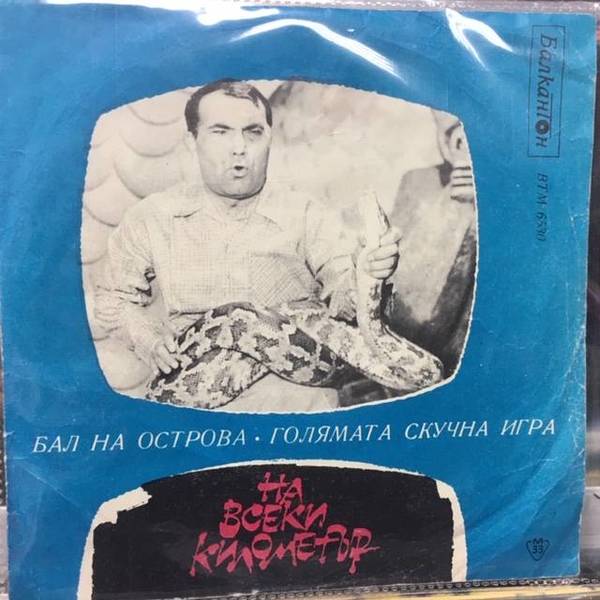 Балкантон
ВТМ 6530
БАЛ НА ОСТРОВА · ГОЛЯМАТА СКУЧНА ИГРА
НА
ВСЕКИ
КИЛОМЕТЪР
М
33